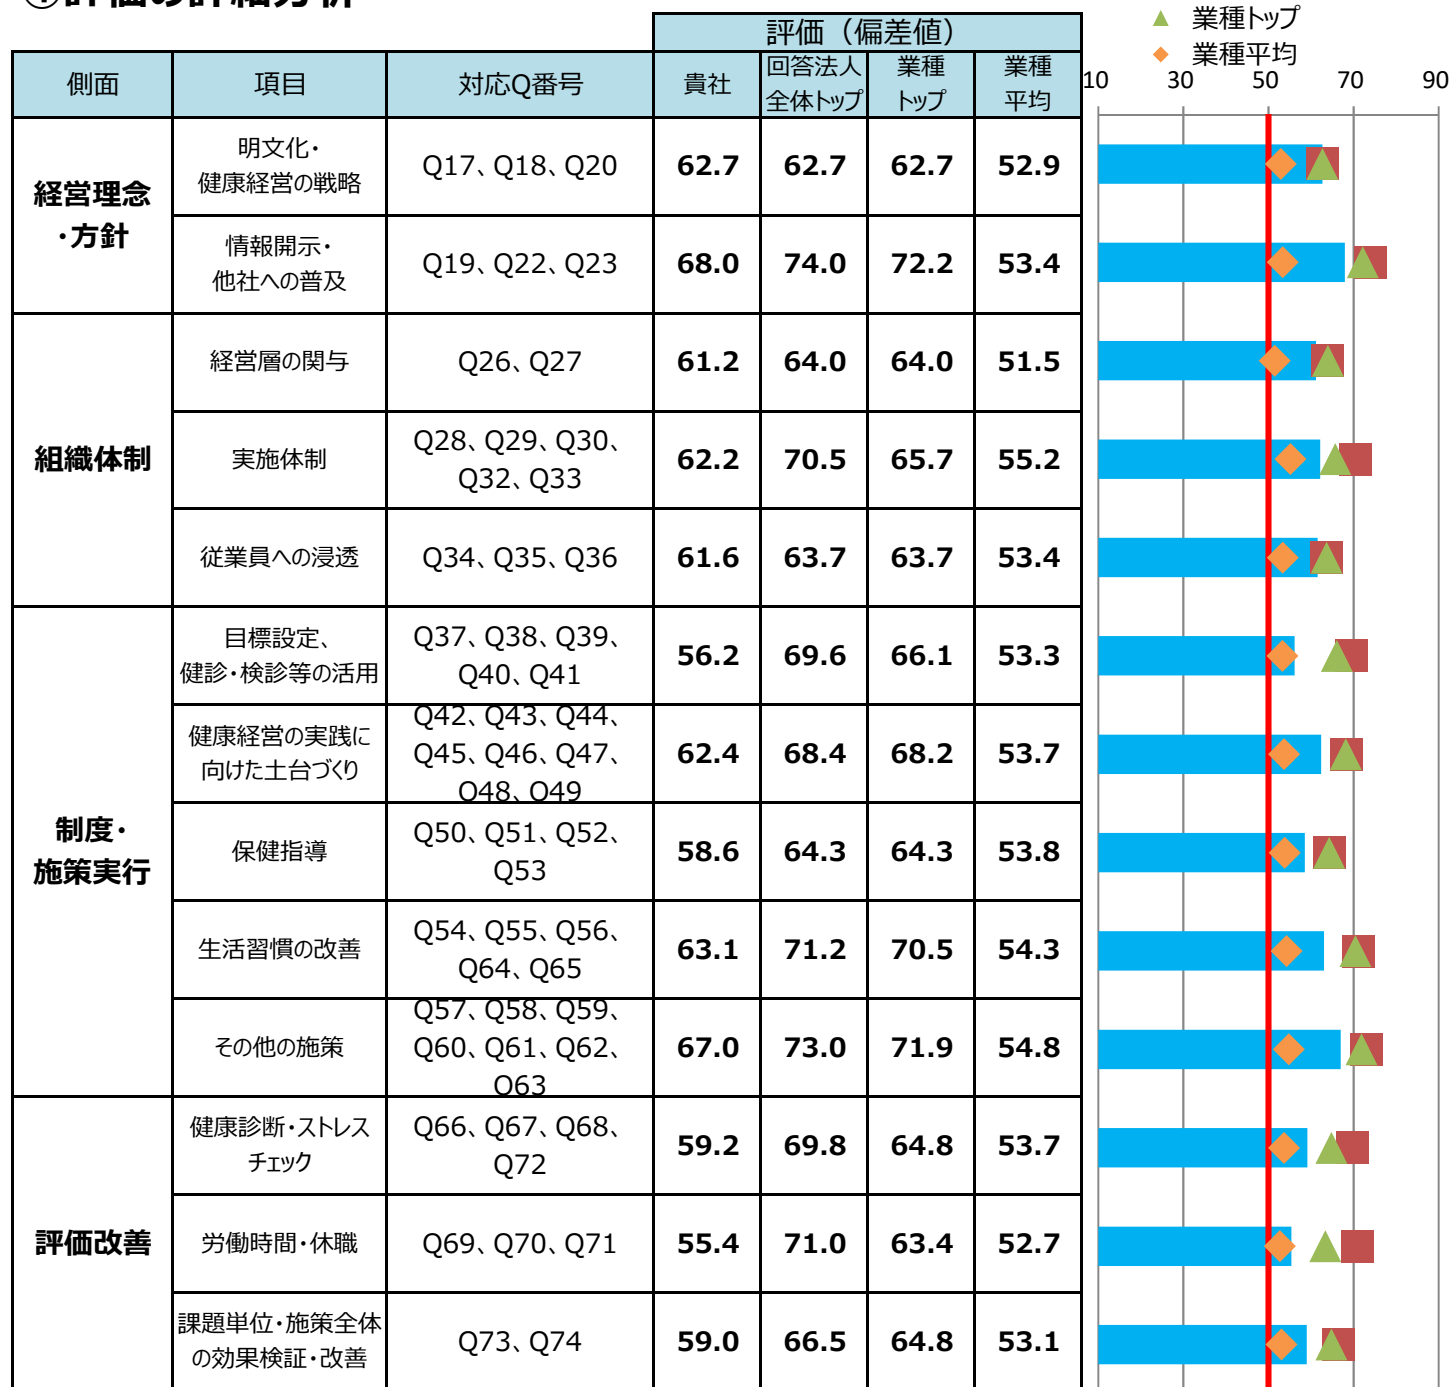 ①評価の詳細分析
▲ 業種トップ
◆ 業種平均
評価（偏差値）
側面 項目 対応Q番号 貴社 回答法人全体トップ 業種トップ 業種平均
10 30 50 70 90
経営理念・方針
明文化・健康経営の戦略 Q17、Q18、Q20 62.7 62.7 62.7 52.9
情報開示・他社への普及 Q19、Q22、Q23 68.0 74.0 72.2 53.4
組織体制
経営層の関与 Q26、Q27 61.2 64.0 64.0 51.5
実施体制 Q28、Q29、Q30、Q32、Q33 62.2 70.5 65.7 55.2
従業員への浸透 Q34、Q35、Q36 61.6 63.7 63.7 53.4
制度・施策実行
目標設定、健診・検診等の活用 Q37、Q38、Q39、Q40、Q41 56.2 69.6 66.1 53.3
健康経営の実践に向けた土台づくり Q42、Q43、Q44、Q45、Q46、Q47、Q48、Q49 62.4 68.4 68.2 53.7
保健指導 Q50、Q51、Q52、Q53 58.6 64.3 64.3 53.8
生活習慣の改善 Q54、Q55、Q56、Q64、Q65 63.1 71.2 70.5 54.3
その他の施策 Q57、Q58、Q59、Q60、Q61、Q62、Q63 67.0 73.0 71.9 54.8
評価改善
健康診断・ストレスチェック Q66、Q67、Q68、Q72 59.2 69.8 64.8 53.7
労働時間・休職 Q69、Q70、Q71 55.4 71.0 63.4 52.7
課題単位・施策全体の効果検証・改善 Q73、Q74 59.0 66.5 64.8 53.1